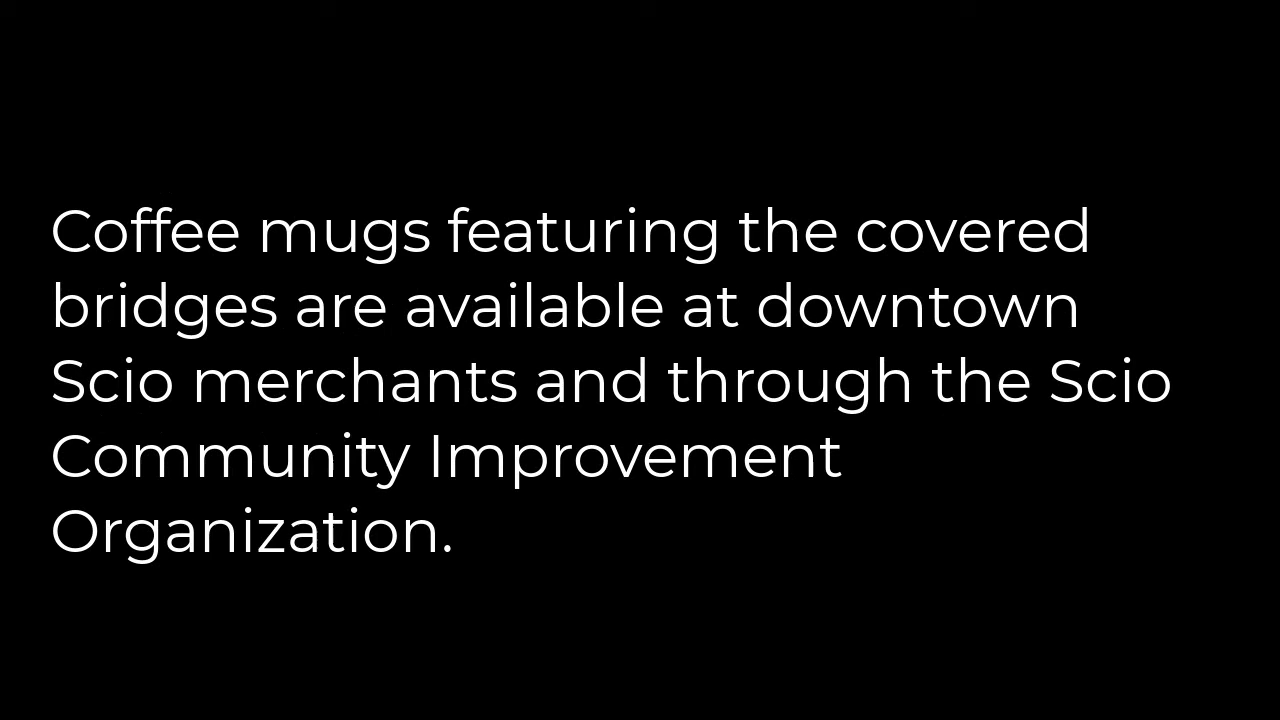 Coffee mugs featuring the covered
bridges are available at downtown
Scio merchants and through the Scio
Community Improvement
Organization.